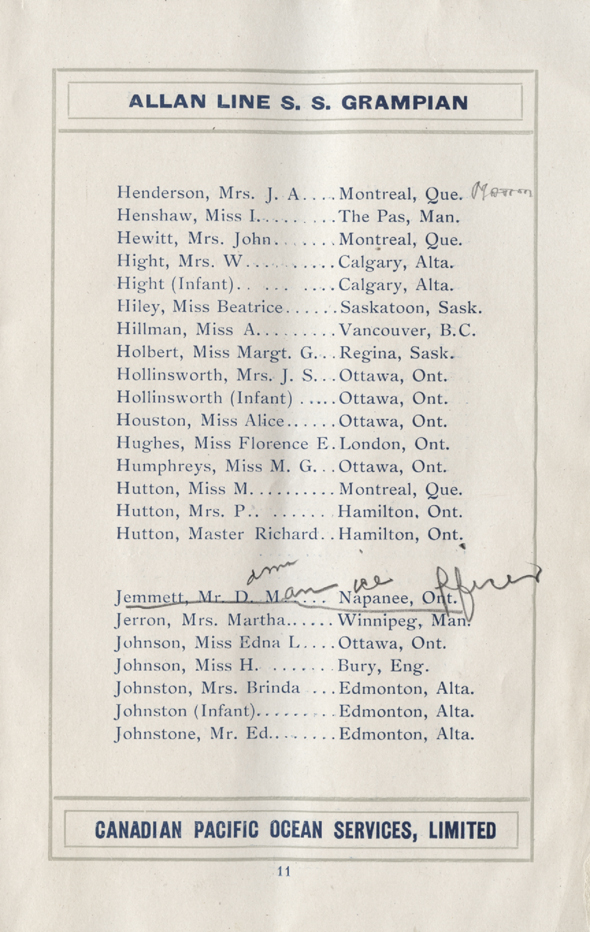 ALLAN LINE S. S. GRAMPIAN
Henderson, Mrs. J. A....Montreal, Que.
Henshaw, Miss I.........The Pas, Man.
Hewitt, Mrs. John.......Montreal, Que.
Hight, Mrs. W..........Calgary, Alta.
Hight (Infant).. ... ....Calgary, Alta.
Hiley, Miss Beatrice......Saskatoon, Sask.
Hillman, Miss A.........Vancouver, B.C.
Holbert, Miss Margt. G...Regina, Sask.
Hollinsworth, Mrs. J. S...Ottawa, Ont.
Hollinsworth (Infant) .....Ottawa, Ont.
Houston, Miss Alice......Ottawa, Ont.
Hughes, Miss Florence E.London, Ont.
Humphreys, Miss M. G...Ottawa, Ont.
Hutton, Miss M..........Montreal, Que.
Hutton, Mrs. P.. .......Hamilton, Ont.
Hutton, Master Richard..Hamilton, Ont.
Jemmett, Mr. D. M.... Napanee, Ont.
Jerron, Mrs. Martha......Winnipeg, Man.
Johnson, Miss Edna L....Ottawa, Ont.
Johnson, Miss H. .......Bury, Eng.
Johnston, Mrs. Brinda ...Edmonton, Alta.
Johnston (Infant)........Edmonton, Alta.
Johnstone, Mr. Ed........Edmonton, Alta.
CANADIAN PACIFIC OCEAN SERVICES, LIMITED
11